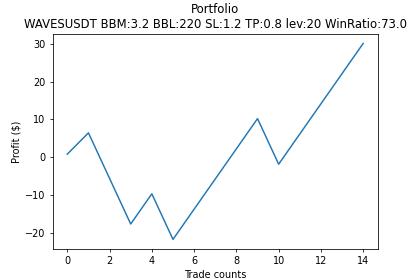 Portfolio
WAVESUSDT BBM:3.2 BBL:220 SL:1.2 TP:0.8 lev:20 WinRatio:73.0
30
20
10
0
−10
−20
Profit ($)
0 2 4 6 8 10 12 14
Trade counts